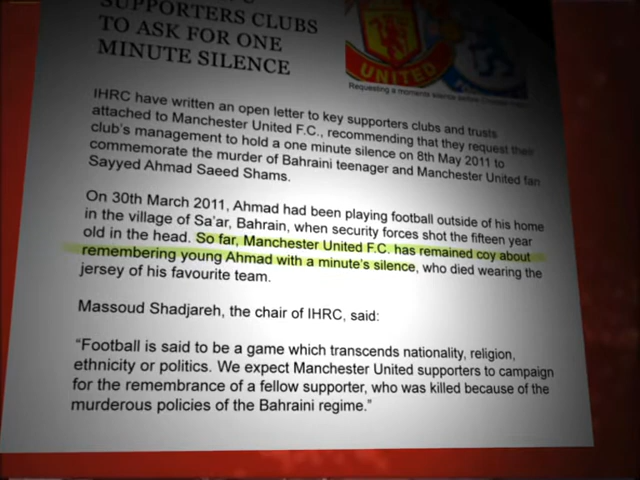 SUPPORTERS CLUBS
TO ASK FOR ONE
MINUTE SILENCE
UNITED
Requesting a moments silence before
IHRC have written an open letter to key supporters clubs and trusts
attached to Manchester United F.C., recommending that they request their
club's management to hold a one minute silence on 8th May 2011 to
commemorate the murder of Bahraini teenager and Manchester United fan
Sayyed Ahmad Saeed Shams.
On 30th March 2011, Ahmad had been playing football outside of his home
in the village of Sa'ar, Bahrain, when security forces shot the fifteen year
old in the head. So far, Manchester United F.C. has remained coy about
remembering young Ahmad with a minute's silence, who died wearing the
jersey of his favourite team.
Massoud Shadjareh, the chair of IHRC, said:
"Football is said to be a game which transcends nationality, religion,
ethnicity or politics. We expect Manchester United supporters to campaign
for the remembrance of a fellow supporter, who was killed because of the
murderous policies of the Bahraini regime."